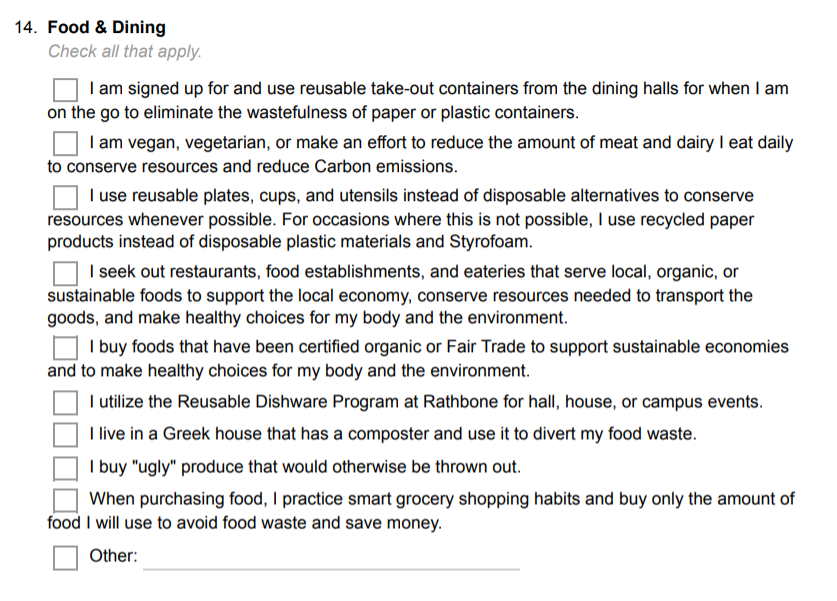 14. Food & Dining
Check all that apply.
I am signed up for and use reusable take-out containers from the dining halls for when I am
on the go to eliminate the wastefulness of paper or plastic containers.
I am vegan, vegetarian, or make an effort to reduce the amount of meat and dairy I eat daily
to conserve resources and reduce Carbon emissions.
I use reusable plates, cups, and utensils instead of disposable alternatives to conserve
resources whenever possible. For occasions where this is not possible, I use recycled paper
products instead of disposable plastic materials and Styrofoam.
I seek out restaurants, food establishments, and eateries that serve local, organic, or
sustainable foods to support the local economy, conserve resources needed to transport the
goods, and make healthy choices for my body and the environment.
I buy foods that have been certified organic or Fair Trade to support sustainable economies
and to make healthy choices for my body and the environment.
I utilize the Reusable Dishware Program at Rathbone for hall, house, or campus events.
I live in a Greek house that has a composter and use it to divert my food waste.
I buy "ugly" produce that would otherwise be thrown out.
When purchasing food, I practice smart grocery shopping habits and buy only the amount of
food I will use to avoid food waste and save money.
Other: